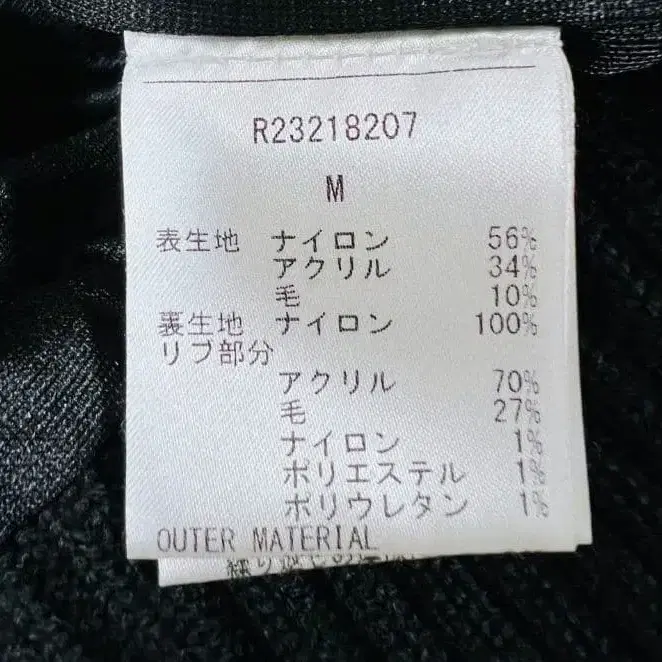 R23218207
M
表生地 ナイロン 56%
アクリル 34%
毛 10%
裏生地 ナイロン 100%
リブ部分
アクリル 70%
毛 27%
ナイロン 1%
ポリエステル 1%
ポリウレタン 1%
OUTER MATERIAL